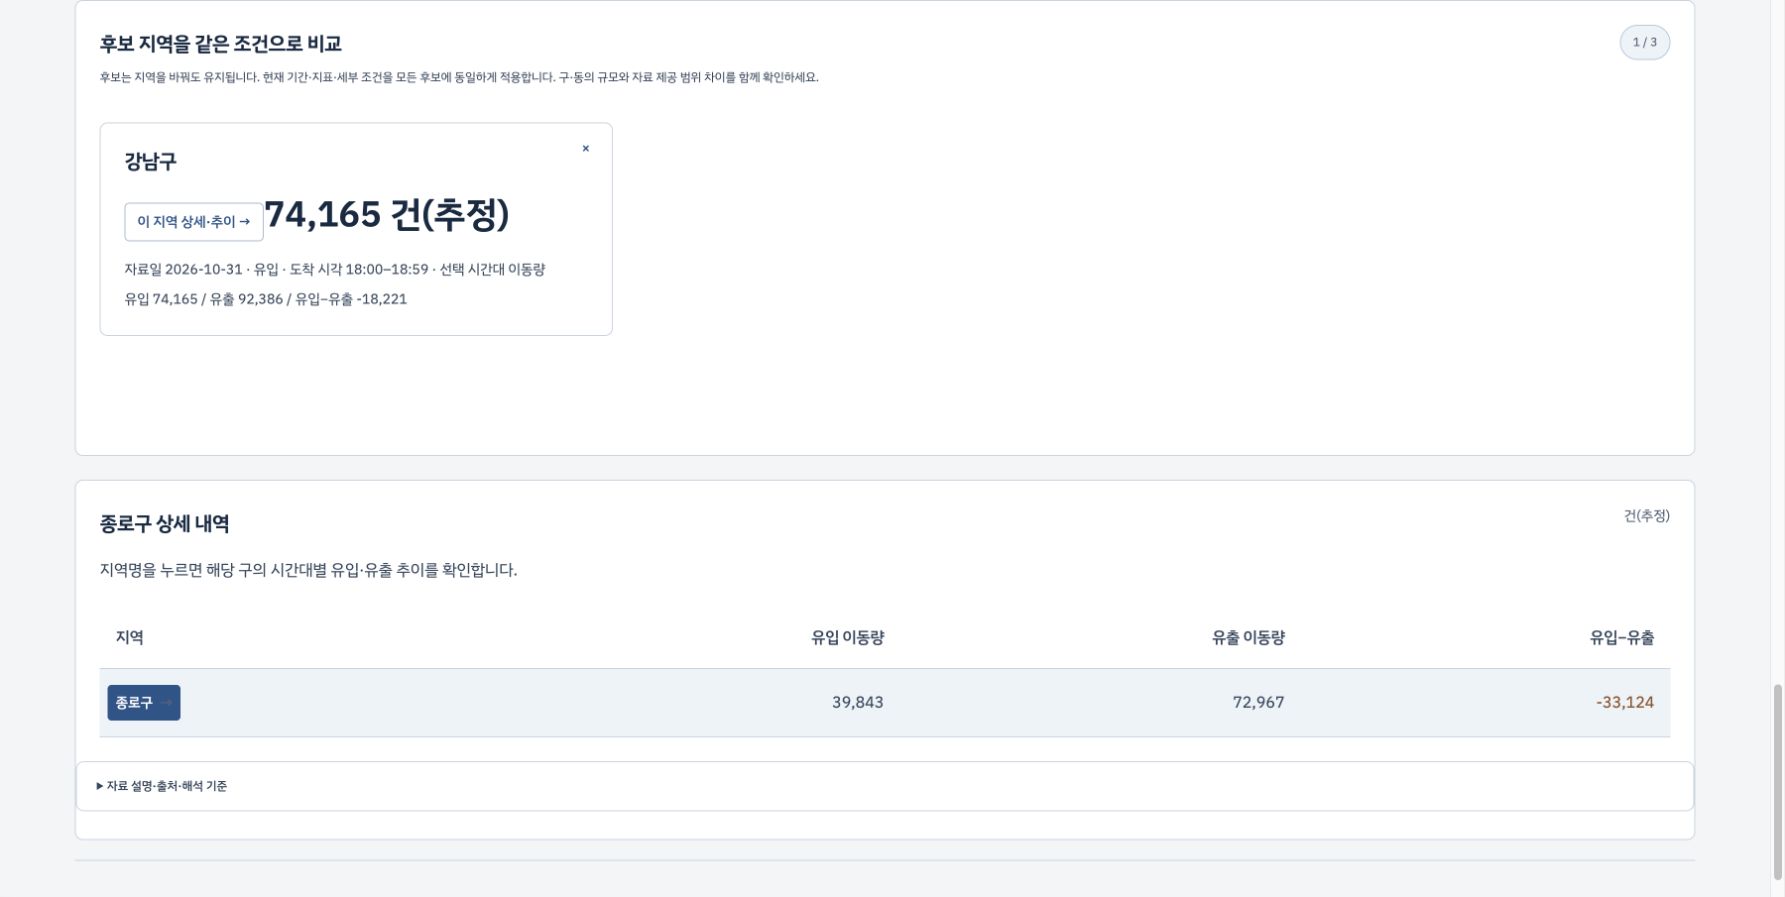 후보 지역을 같은 조건으로 비교
1 / 3
후보는 지역을 바꿔도 유지됩니다. 현재 기간·지표·세부 조건을 모든 후보에 동일하게 적용합니다. 구·동의 규모와 자료 제공 범위 차이를 함께 확인하세요.
강남구
×
이 지역 상세·추이 → 74,165 건(추정)
자료일 2026-10-31 · 유입 · 도착 시각 18:00–18:59 · 선택 시간대 이동량
유입 74,165 / 유출 92,386 / 유입−유출 -18,221
종로구 상세 내역
건(추정)
지역명을 누르면 해당 구의 시간대별 유입·유출 추이를 확인합니다.
지역 유입 이동량 유출 이동량 유입−유출
종로구 → 39,843 72,967 -33,124
▶ 자료 설명·출처·해석 기준